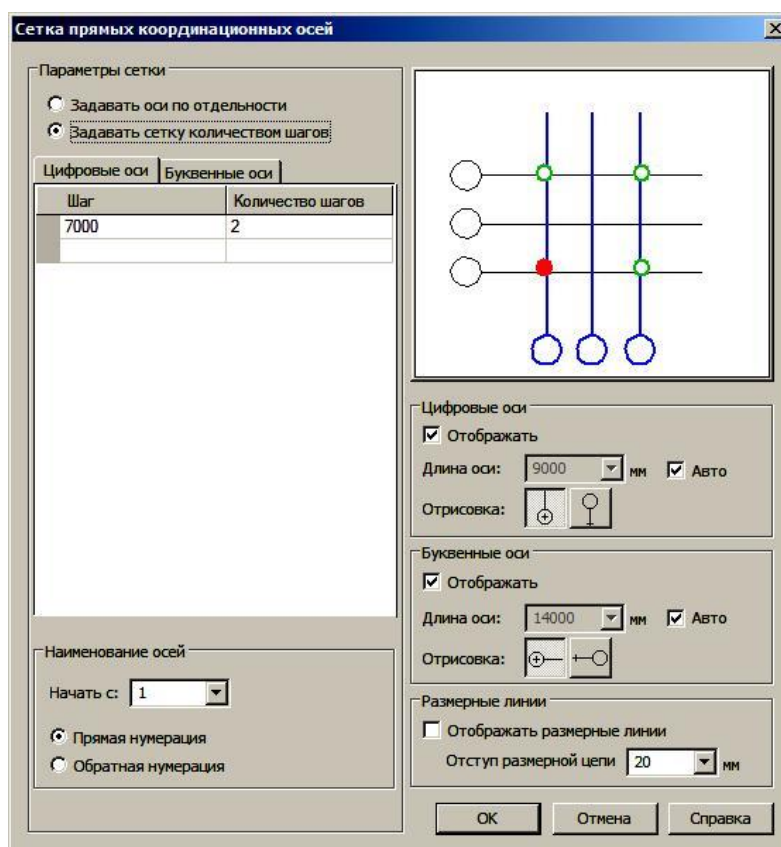 Сетка прямых координационных осей
Параметры сетки
Задавать оси по отдельности
Задавать сетку количеством шагов
Цифровые оси Буквенные оси
Шаг Количество шагов
7000 2
Наименование осей
Начать с: 1
Прямая нумерация
Обратная нумерация
Цифровые оси
Отображать
Длина оси: 9000 мм Авто
Отрисовка:
Буквенные оси
Отображать
Длина оси: 14000 мм Авто
Отрисовка:
Размерные линии
Отображать размерные линии
Отступ размерной цепи 20 мм
OK Отмена Справка